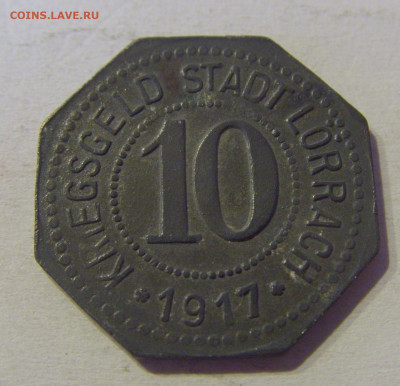 COINS.LAVE.RU
KRIEGSGELD STADT LÖRRACH
10
* 1917 *